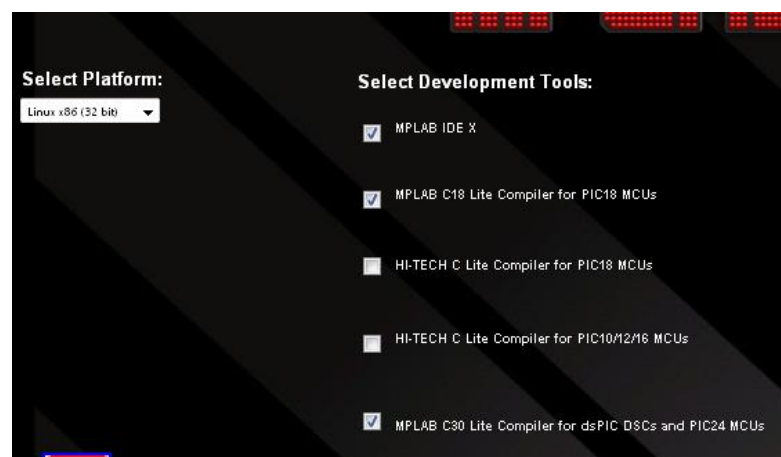 Select Platform:
Linux x86 (32 bit)
Select Development Tools:
MPLAB IDE X
MPLAB C18 Lite Compiler for PIC18 MCUs
HI-TECH C Lite Compiler for PIC18 MCUs
HI-TECH C Lite Compiler for PIC10/12/16 MCUs
MPLAB C30 Lite Compiler for dsPIC DSCs and PIC24 MCUs